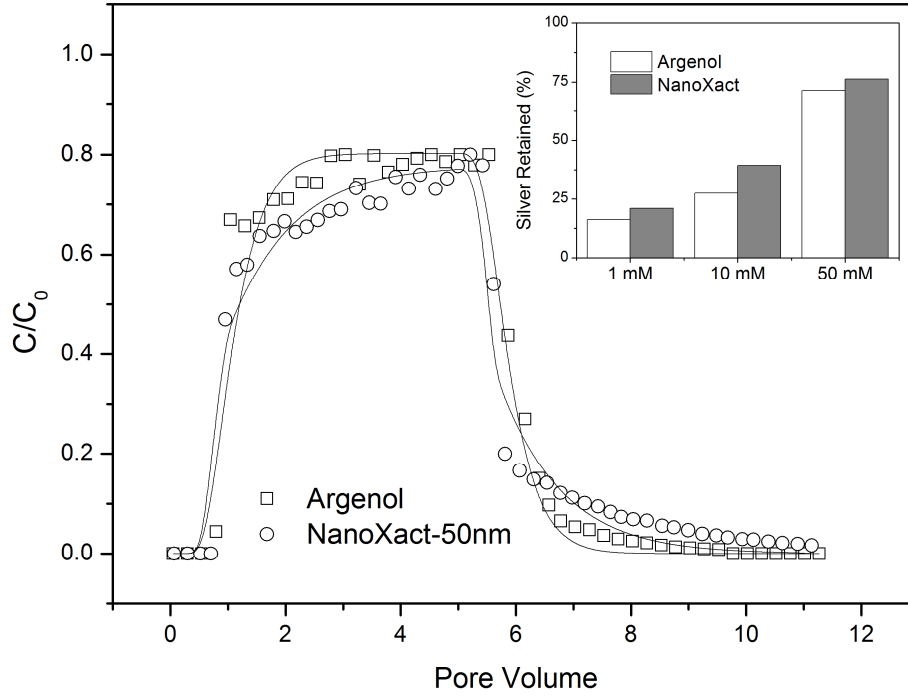 1.0
0.8
0.6
0.4
0.2
0.0
C/C0
0 2 4 6 8 10 12
Pore Volume
□ Argenol
○ NanoXact-50nm
100
75
50
25
0
Silver Retained (%)
Argenol
NanoXact
1 mM 10 mM 50 mM